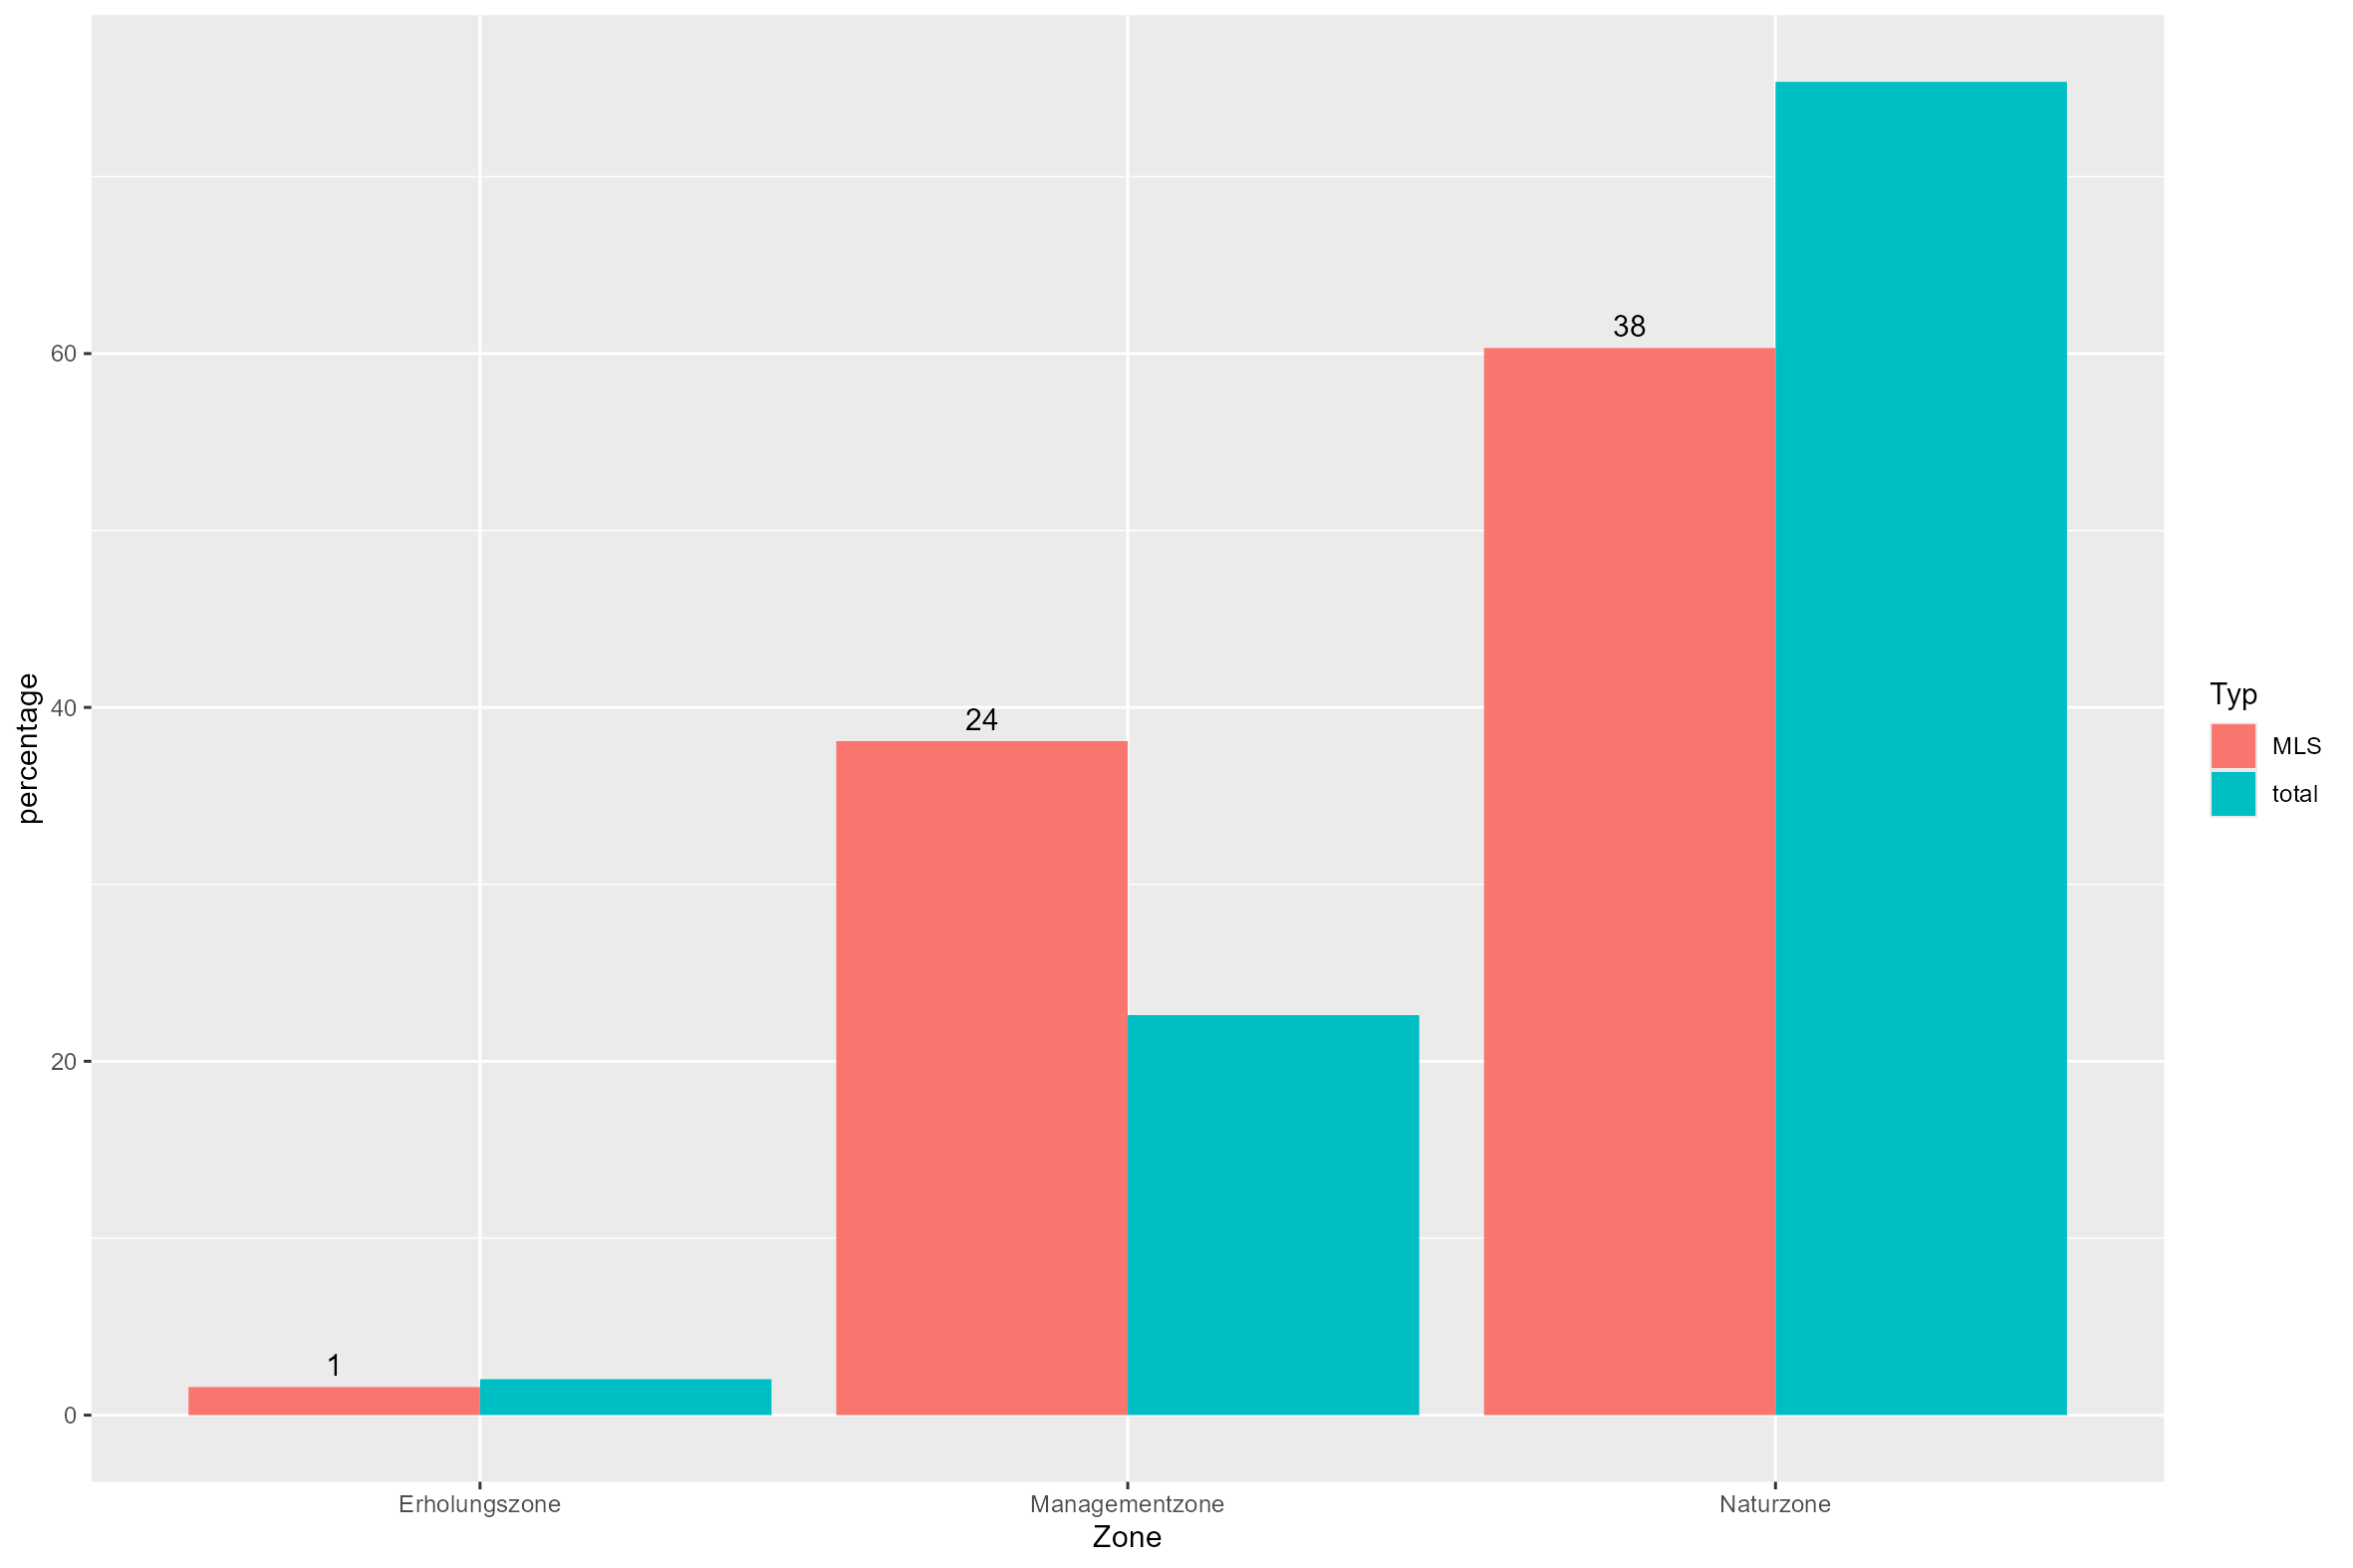 percentage
60
40
20
0
1
24
38
Erholungszone
Managementzone
Naturzone
Zone
Typ
MLS
total